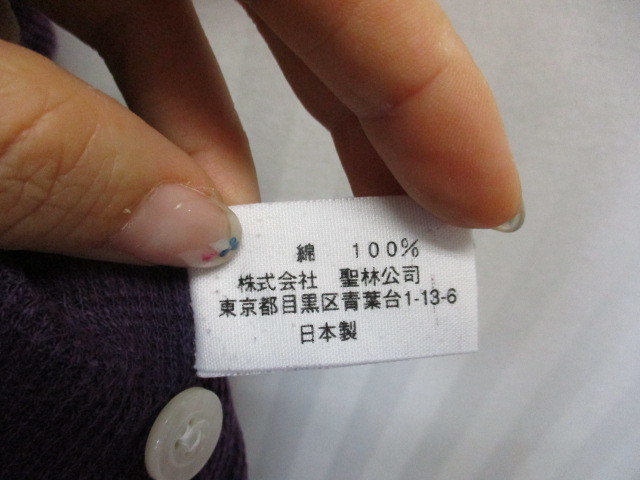 綿 100%
株式会社 聖林公司
東京都目黒区青葉台1-13-6
日本製